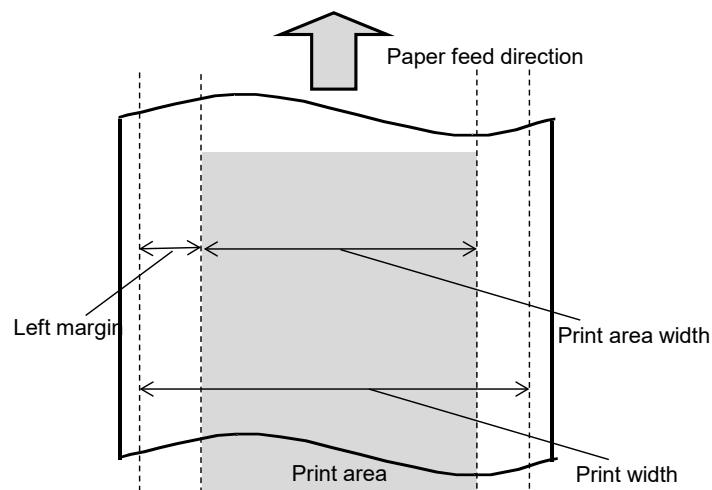 Paper feed direction
Left margin
Print area width
Print area
Print width